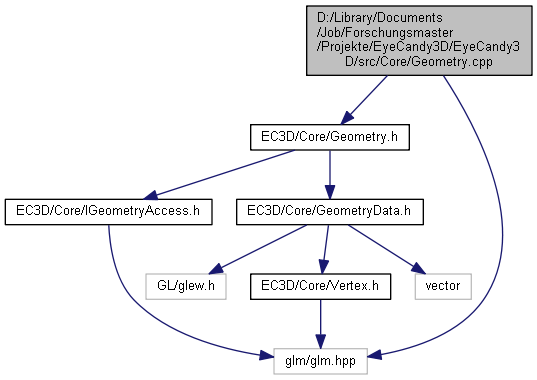 D:/Library/Documents
/Job/Forschungsmaster
/Projekte/EyeCandy3D/EyeCandy3
D/src/Core/Geometry.cpp
EC3D/Core/Geometry.h
EC3D/Core/IGeometryAccess.h
EC3D/Core/GeometryData.h
GL/glew.h
EC3D/Core/Vertex.h
vector
glm/glm.hpp